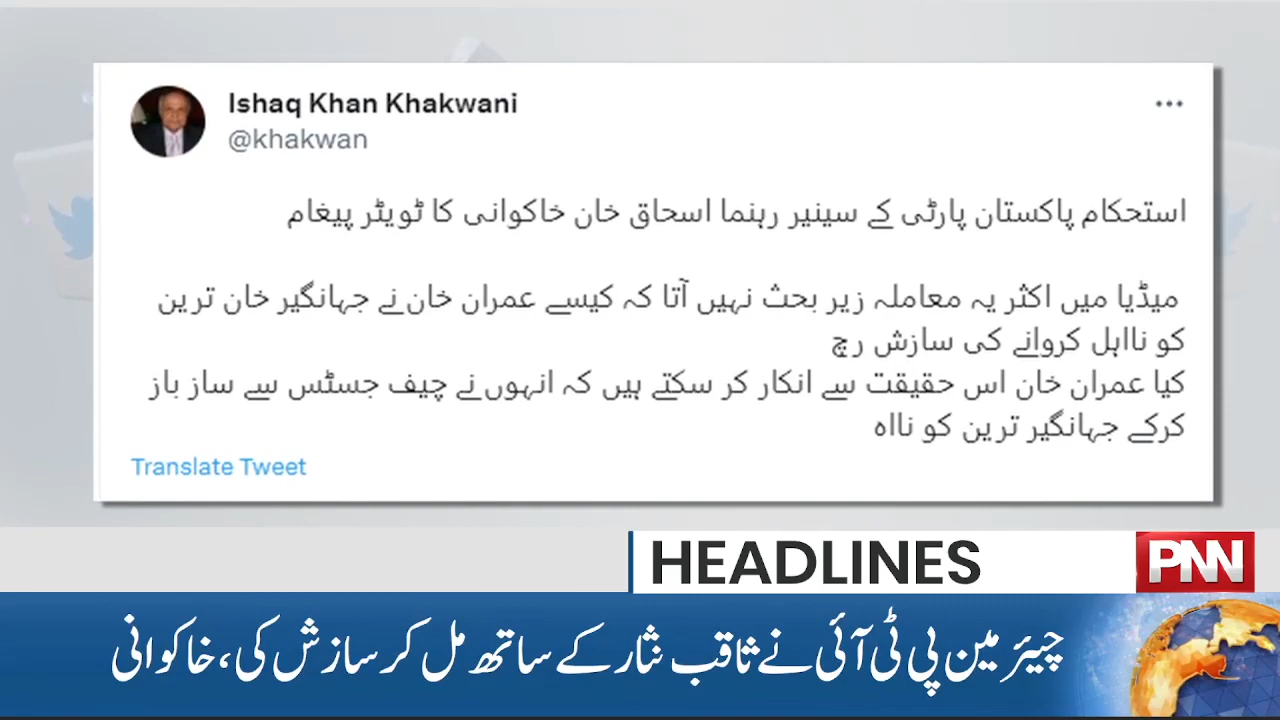 Ishaq Khan Khakwani
@khakwan
استحکام پاکستان پارٹی کے سینیر رہنما اسحاق خان خاکوانی کا ٹویٹر پیغام
میڈیا میں اکثر یہ معاملہ زیر بحث نہیں آتا کہ کیسے عمران خان نے جہانگیر خان ترین
کو نااہل کروانے کی سازش رچ
کیا عمران خان اس حقیقت سے انکار کر سکتے ہیں کہ انہوں نے چیف جسٹس سے ساز باز
کرکے جہانگیر ترین کو نااہ
Translate Tweet
HEADLINES
PNN
چیئر مین پی ٹی آئی نے ثاقب نثار کے ساتھ مل کر سازش کی، خاکوانی